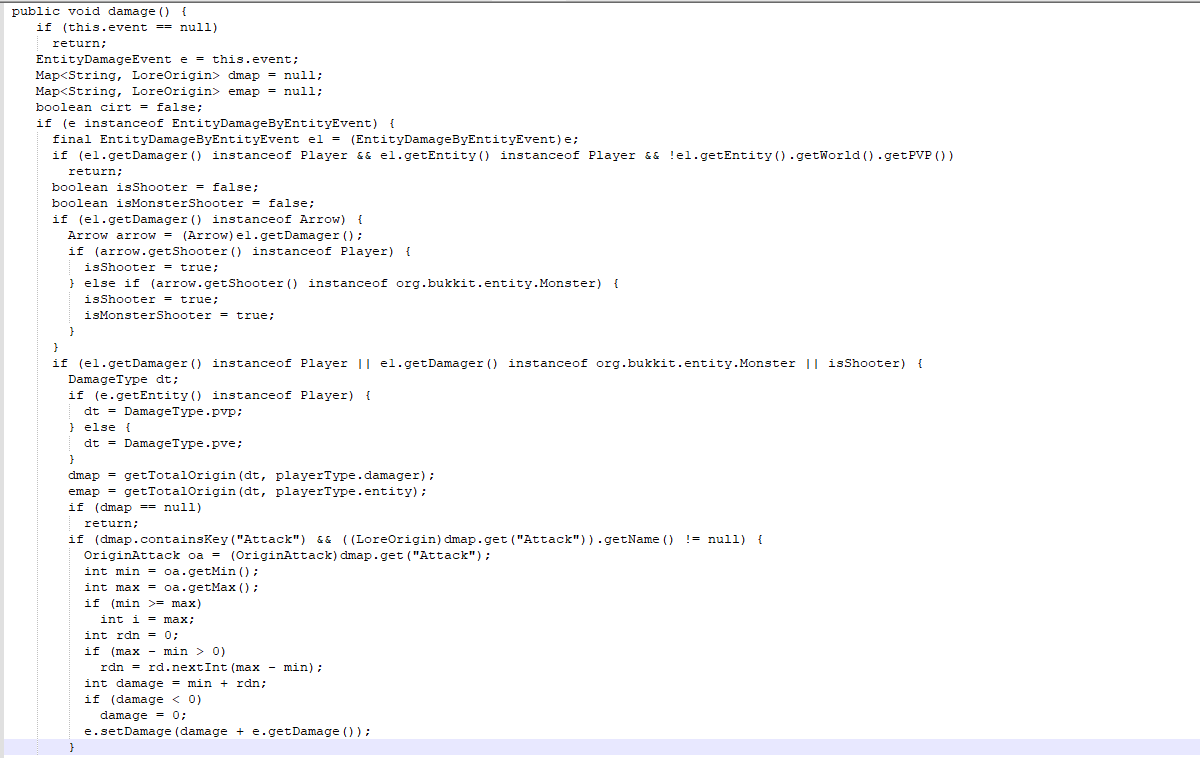 public void damage() {
if (this.event == null)
return;
EntityDamageEvent e = this.event;
Map<String, LoreOrigin> dmap = null;
Map<String, LoreOrigin> emap = null;
boolean cirt = false;
if (e instanceof EntityDamageByEntityEvent) {
final EntityDamageByEntityEvent e1 = (EntityDamageByEntityEvent)e;
if (e1.getDamager() instanceof Player && e1.getEntity() instanceof Player && !e1.getEntity().getWorld().getPVP())
return;
boolean isShooter = false;
boolean isMonsterShooter = false;
if (e1.getDamager() instanceof Arrow) {
Arrow arrow = (Arrow)e1.getDamager();
if (arrow.getShooter() instanceof Player) {
isShooter = true;
} else if (arrow.getShooter() instanceof org.bukkit.entity.Monster) {
isShooter = true;
isMonsterShooter = true;
}
}
if (e1.getDamager() instanceof Player || e1.getDamager() instanceof org.bukkit.entity.Monster || isShooter) {
DamageType dt;
if (e.getEntity() instanceof Player) {
dt = DamageType.pvp;
} else {
dt = DamageType.pve;
}
dmap = getTotalOrigin(dt, playerType.damager);
emap = getTotalOrigin(dt, playerType.entity);
if (dmap == null)
return;
if (dmap.containsKey("Attack") && ((LoreOrigin)dmap.get("Attack")).getName() != null) {
OriginAttack oa = (OriginAttack)dmap.get("Attack");
int min = oa.getMin();
int max = oa.getMax();
if (min >= max)
int i = max;
int rdn = 0;
if (max - min > 0)
rdn = rd.nextInt(max - min);
int damage = min + rdn;
if (damage < 0)
damage = 0;
e.setDamage(damage + e.getDamage());
}